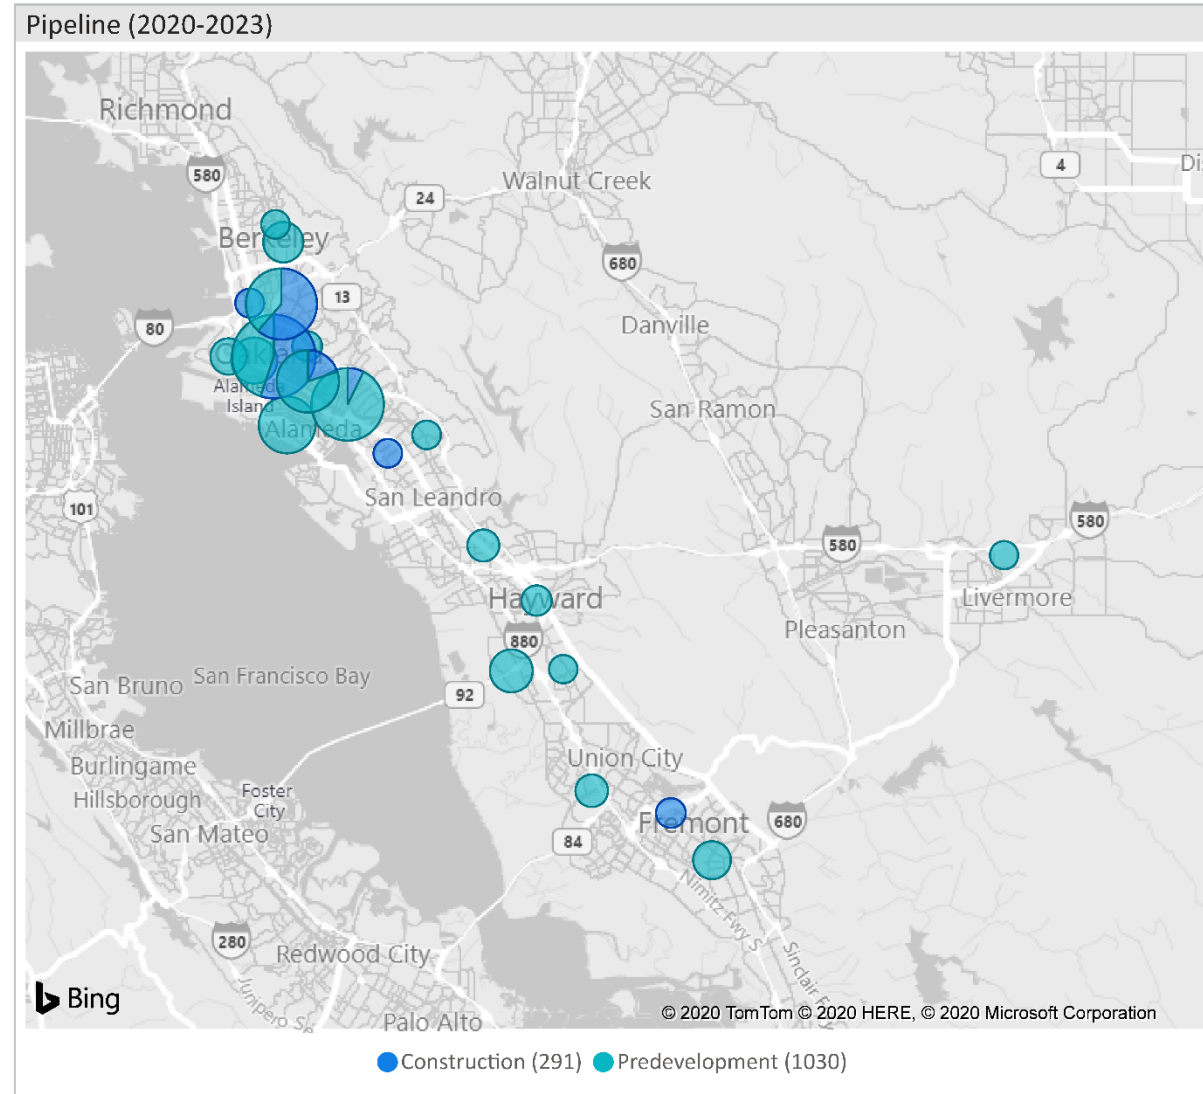 Pipeline (2020-2023)
Richmond
580
4
Walnut Creek
24
Berkeley
680
13
80
Danville
Alameda
Island
San Ramon
Alameda
San Leandro
101
580
580
Hayward
Livermore
880
Pleasanton
San Francisco Bay
San Bruno
92
Millbrae
Union City
Burlingame
Foster
City
Hillsborough
San Mateo
Fremont
680
84
Nimitz Fwy S
280
Redwood City
Bing
Palo Alto
© 2020 TomTom © 2020 HERE, © 2020 Microsoft Corporation
Construction (291) Predevelopment (1030)